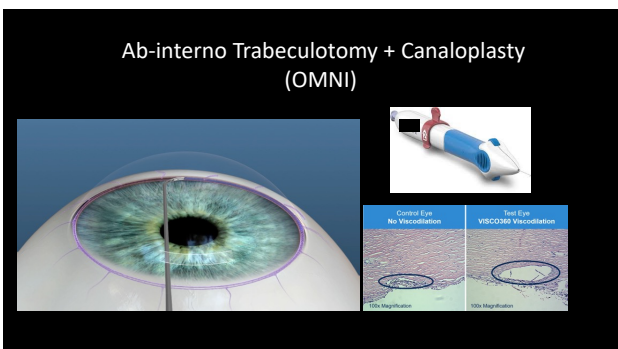 Ab-interno Trabeculotomy + Canaloplasty
(OMNI)
Control Eye
No Viscodilation
Test Eye
VISCO360 Viscodilation
100x Magnification
100x Magnification